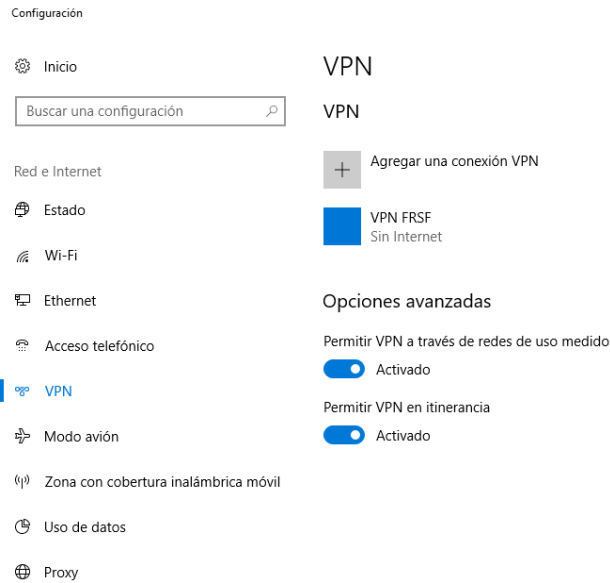 Configuración
Inicio
Buscar una configuración
Red e Internet
Estado
Wi-Fi
Ethernet
Acceso telefónico
VPN
Modo avión
Zona con cobertura inalámbrica móvil
Uso de datos
Proxy
VPN
VPN
Agregar una conexión VPN
VPN FRSF
Sin Internet
Opciones avanzadas
Permitir VPN a través de redes de uso medido
Activado
Permitir VPN en itinerancia
Activado